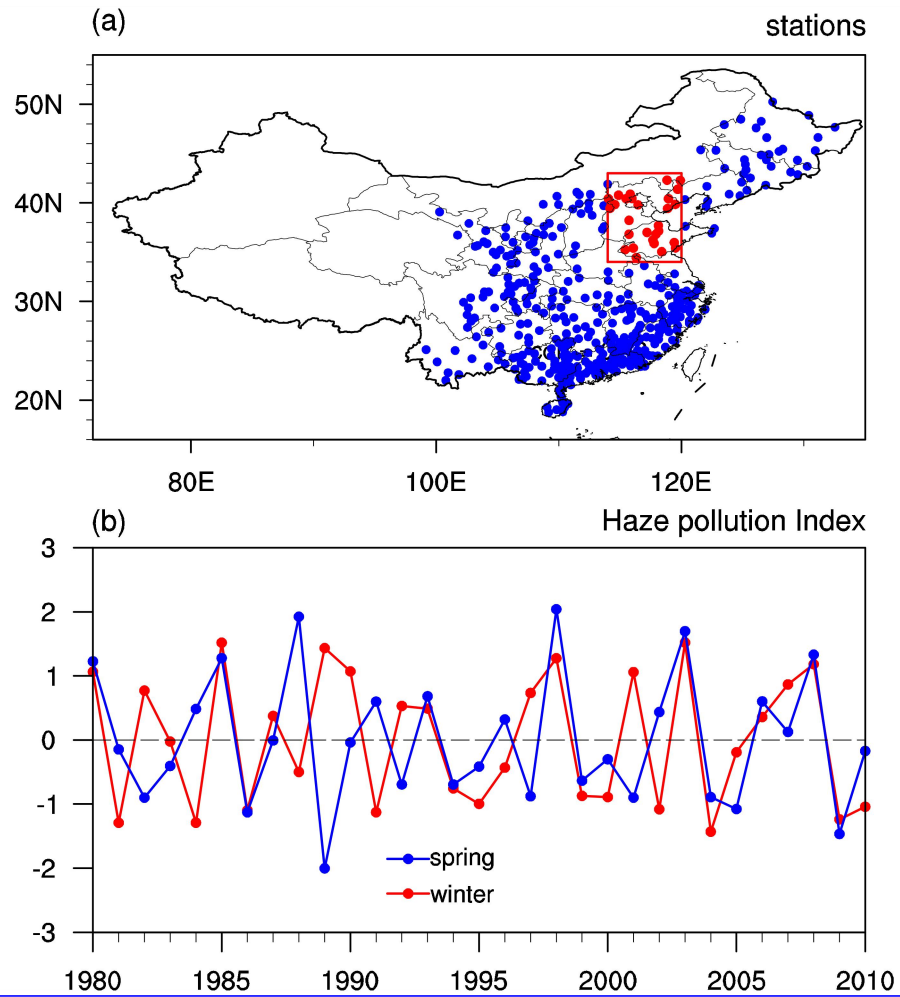 (a)
stations
50N
40N
30N
20N
80E 100E 120E
(b)
Haze pollution Index
3
2
1
0
-1
-2
-3
spring
winter
1980 1985 1990 1995 2000 2005 2010